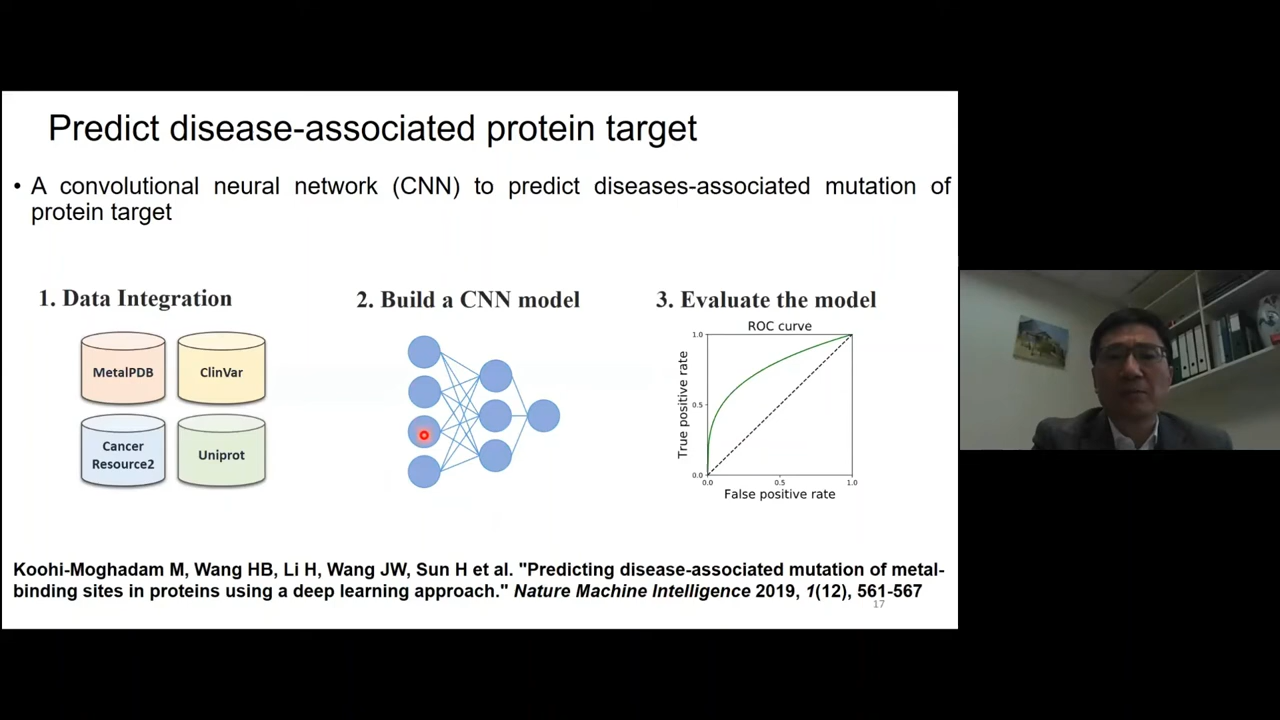 Predict disease-associated protein target
• A convolutional neural network (CNN) to predict diseases-associated mutation of
protein target
1. Data Integration
MetalPDB
ClinVar
Cancer
Resource2
Uniprot
2. Build a CNN model
3. Evaluate the model
ROC curve
True positive rate
1.0
0.5
0.0
0.0
0.5
1.0
False positive rate
Koohi-Moghadam M, Wang HB, Li H, Wang JW, Sun H et al. "Predicting disease-associated mutation of metal-
binding sites in proteins using a deep learning approach." Nature Machine Intelligence 2019, 1(12), 561-567
17